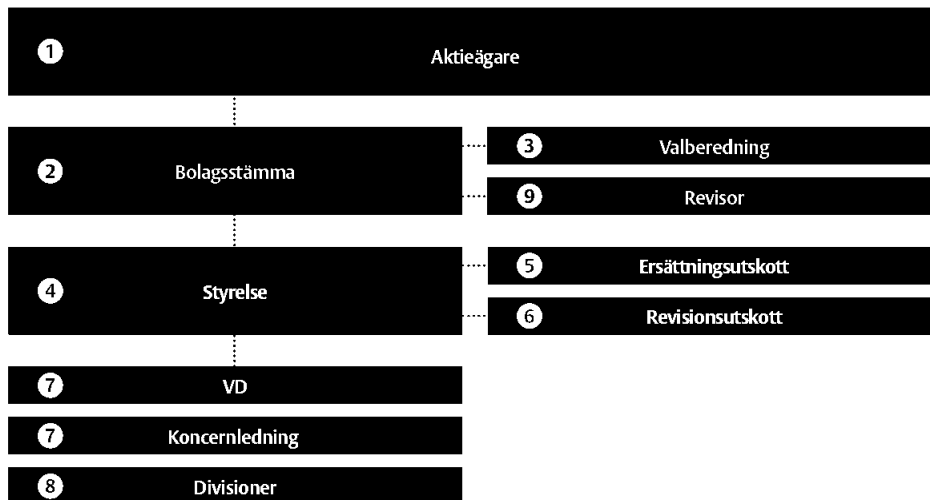 1 Aktieägare
2 Bolagsstämma
3 Valberedning
9 Revisor
4 Styrelse
5 Ersättningsutskott
6 Revisionsutskott
7 VD
7 Koncernledning
8 Divisioner